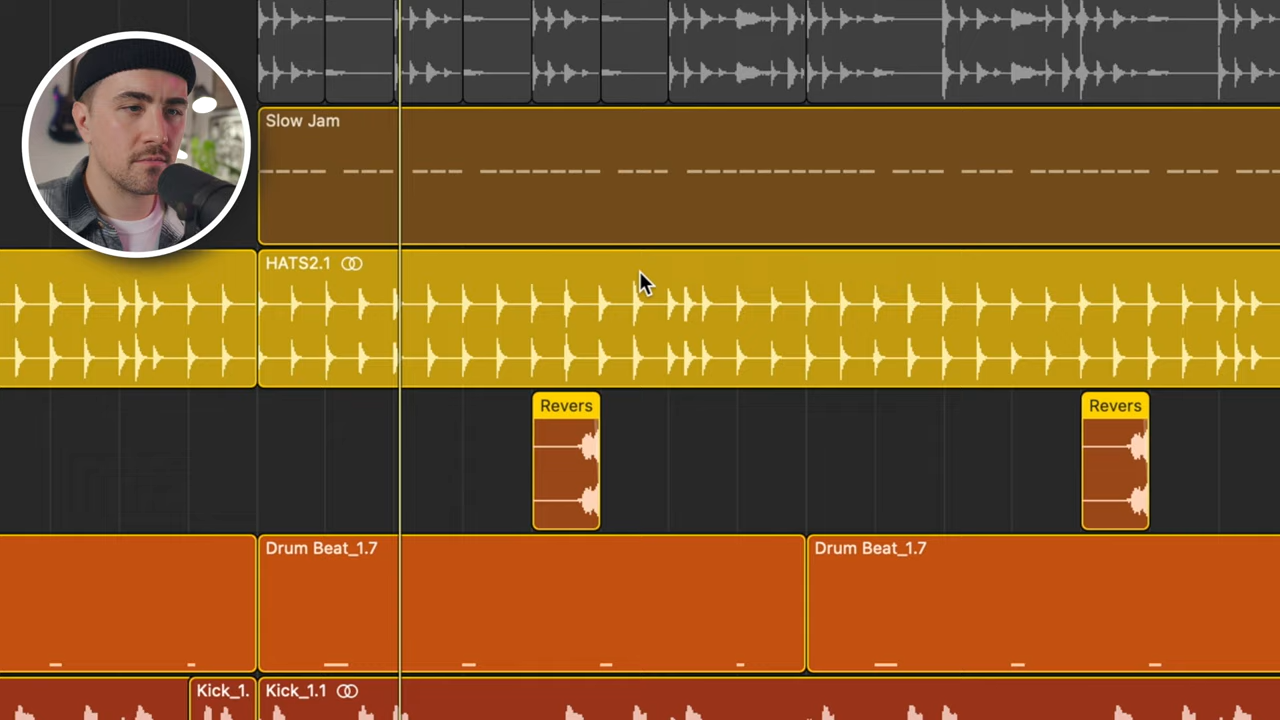 Slow Jam
HATS2.1
Revers
Revers
Drum Beat_1.7
Drum Beat_1.7
Kick_1.
Kick_1.1